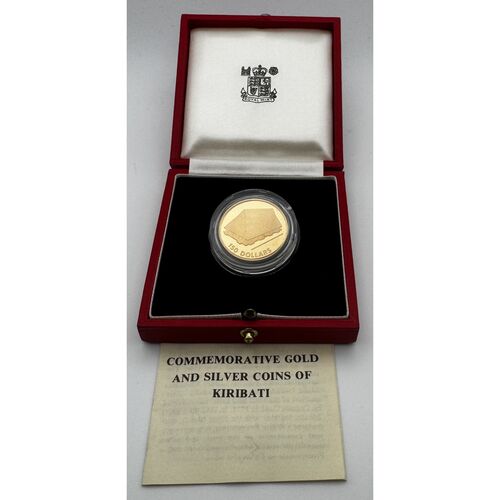 ROYAL MINT
150 DOLLARS
COMMEMORATIVE GOLD
AND SILVER COINS OF
KIRIBATI